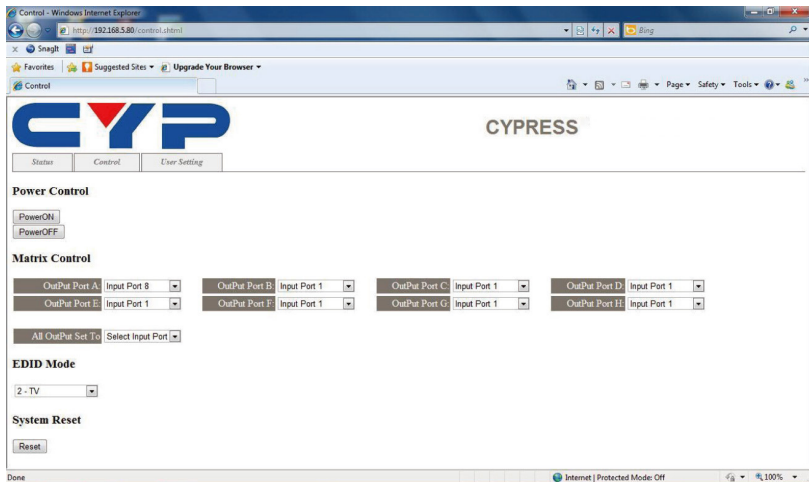 Control - Windows Internet Explorer
http://192.168.5.80/control.shtml
Bing
x SnagIt
Favorites Suggested Sites Upgrade Your Browser
Control
Page Safety Tools
CYP
CYPRESS
Status Control User Setting
Power Control
PowerON
PowerOFF
Matrix Control
OutPut Port A: Input Port 8 OutPut Port B: Input Port 1 OutPut Port C: Input Port 1 OutPut Port D: Input Port 1
OutPut Port E: Input Port 1 OutPut Port F: Input Port 1 OutPut Port G: Input Port 1 OutPut Port H: Input Port 1
All OutPut Set To Select Input Port
EDID Mode
2 - TV
System Reset
Reset
Done Internet | Protected Mode: Off 100%